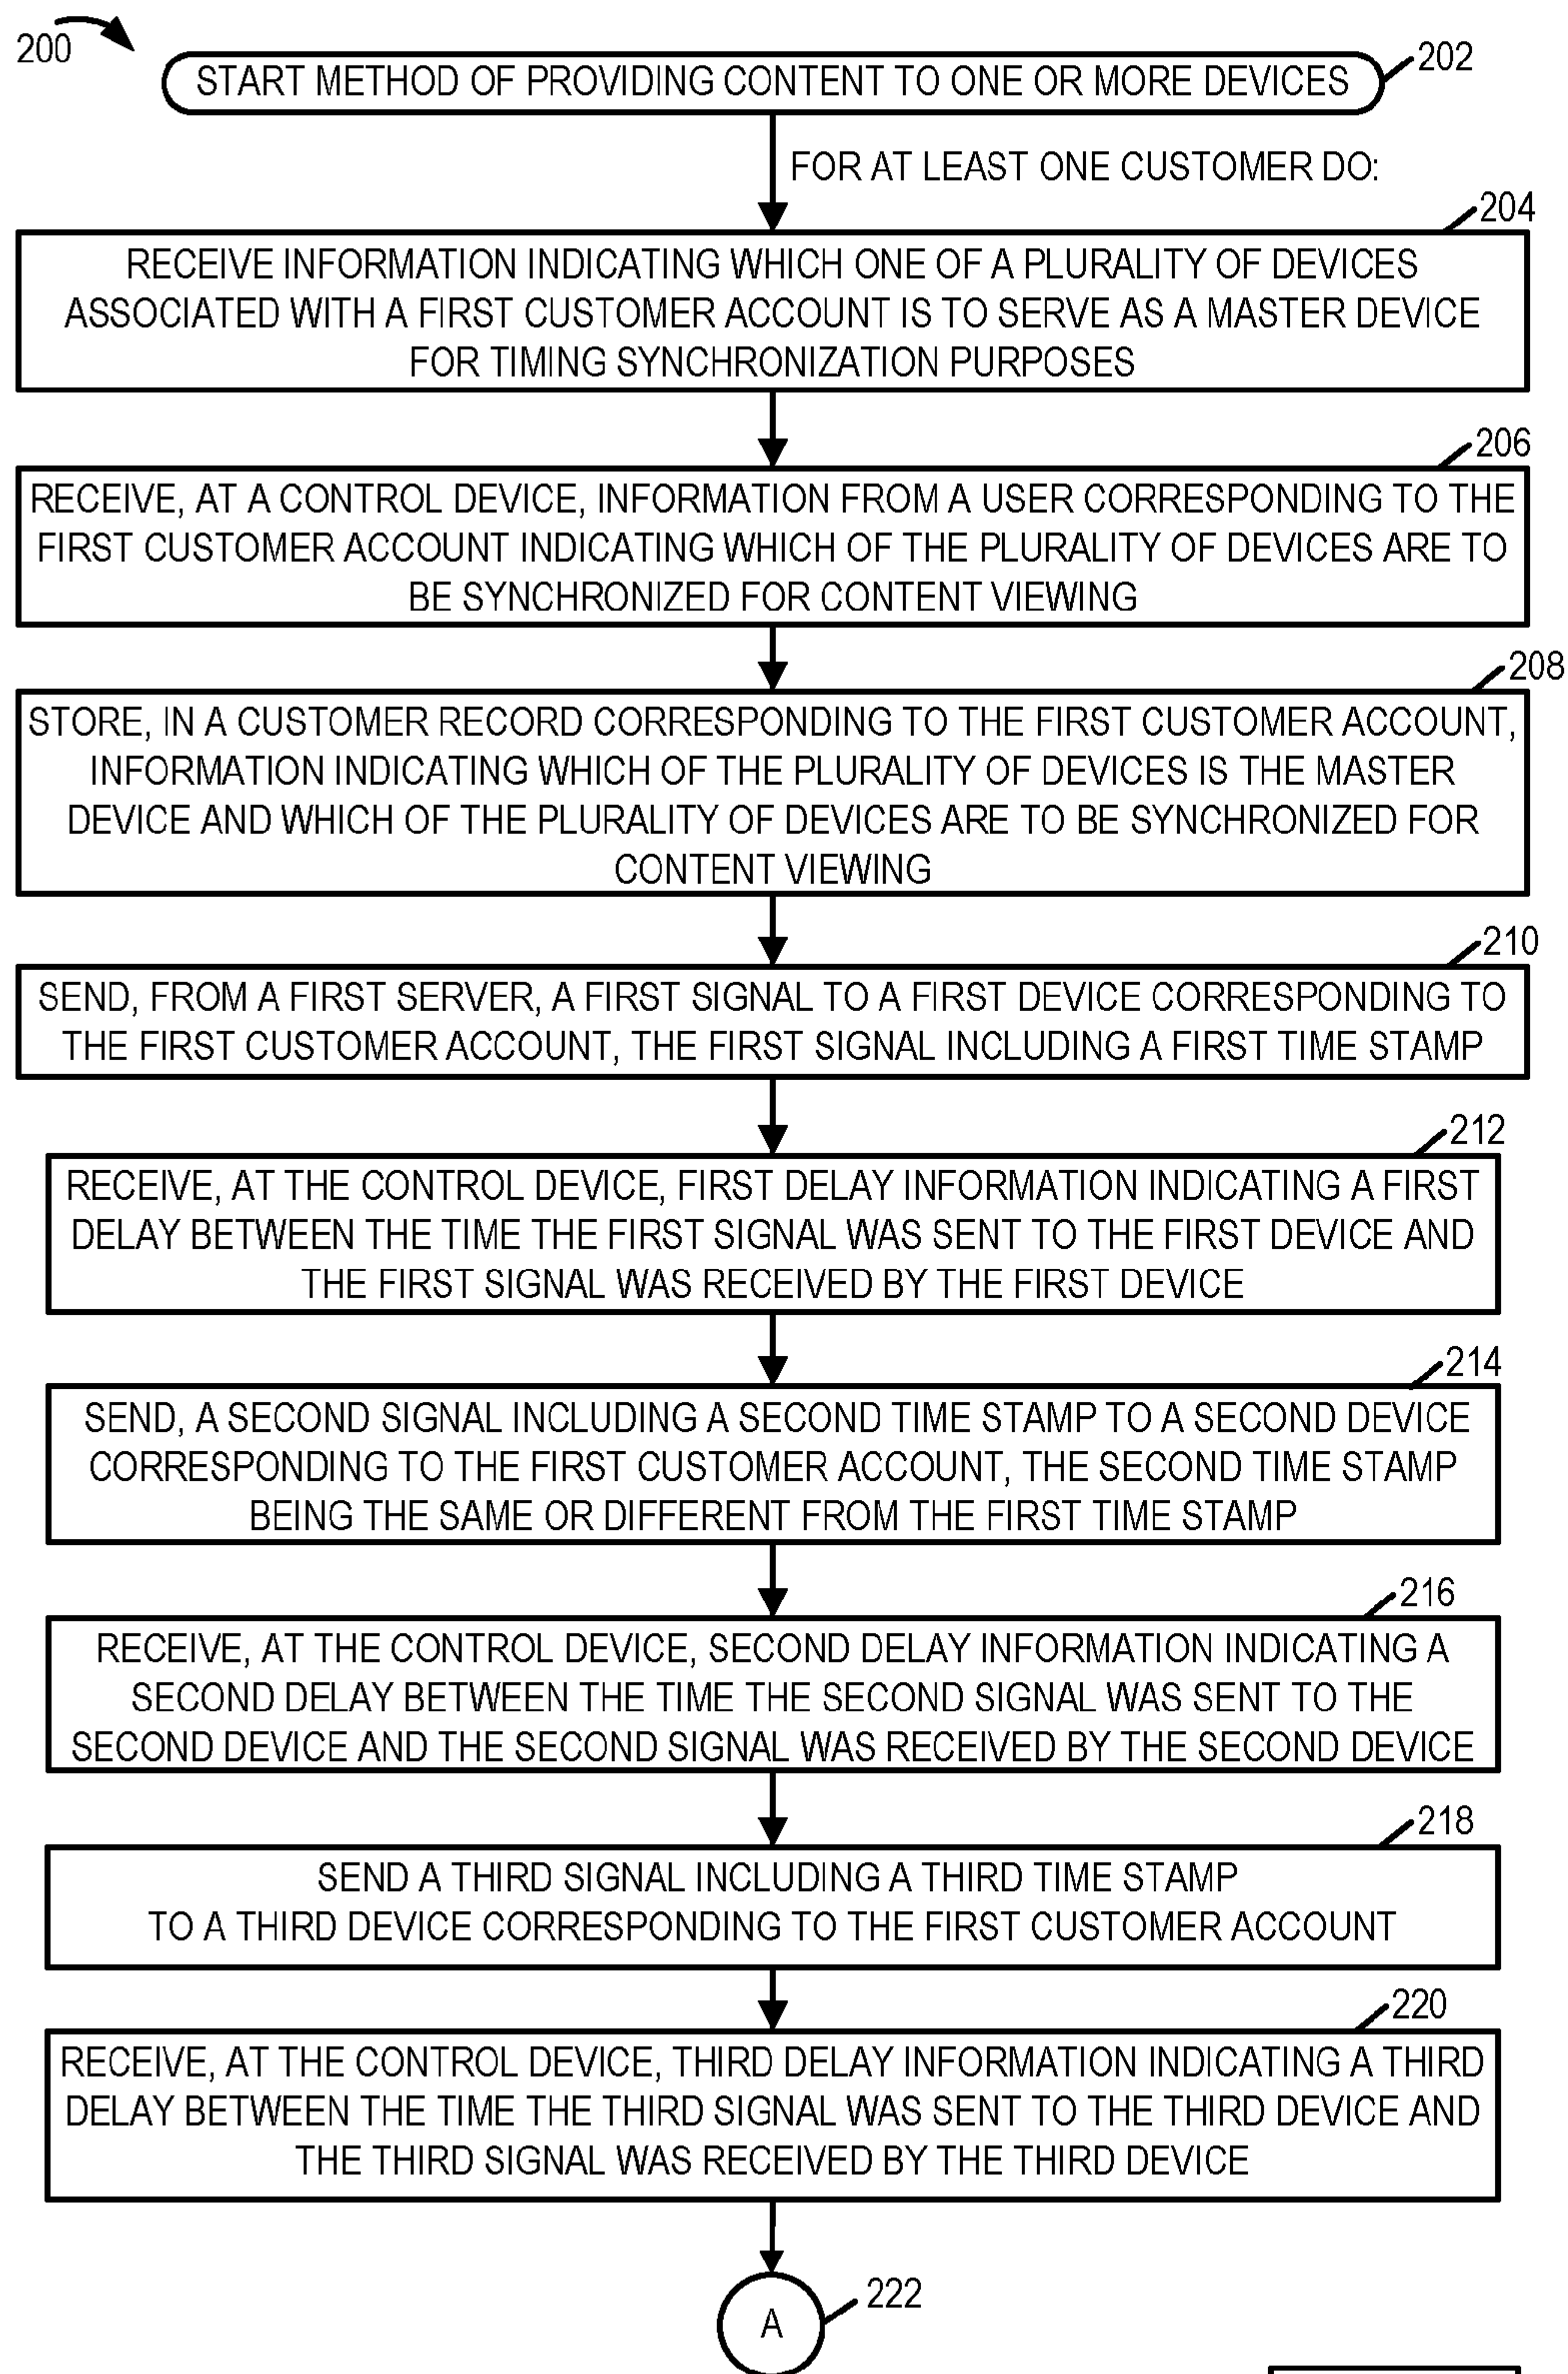 200
START METHOD OF PROVIDING CONTENT TO ONE OR MORE DEVICES
202
FOR AT LEAST ONE CUSTOMER DO:
204
RECEIVE INFORMATION INDICATING WHICH ONE OF A PLURALITY OF DEVICES
ASSOCIATED WITH A FIRST CUSTOMER ACCOUNT IS TO SERVE AS A MASTER DEVICE
FOR TIMING SYNCHRONIZATION PURPOSES
206
RECEIVE, AT A CONTROL DEVICE, INFORMATION FROM A USER CORRESPONDING TO THE
FIRST CUSTOMER ACCOUNT INDICATING WHICH OF THE PLURALITY OF DEVICES ARE TO
BE SYNCHRONIZED FOR CONTENT VIEWING
208
STORE, IN A CUSTOMER RECORD CORRESPONDING TO THE FIRST CUSTOMER ACCOUNT,
INFORMATION INDICATING WHICH OF THE PLURALITY OF DEVICES IS THE MASTER
DEVICE AND WHICH OF THE PLURALITY OF DEVICES ARE TO BE SYNCHRONIZED FOR
CONTENT VIEWING
210
SEND, FROM A FIRST SERVER, A FIRST SIGNAL TO A FIRST DEVICE CORRESPONDING TO
THE FIRST CUSTOMER ACCOUNT, THE FIRST SIGNAL INCLUDING A FIRST TIME STAMP
212
RECEIVE, AT THE CONTROL DEVICE, FIRST DELAY INFORMATION INDICATING A FIRST
DELAY BETWEEN THE TIME THE FIRST SIGNAL WAS SENT TO THE FIRST DEVICE AND
THE FIRST SIGNAL WAS RECEIVED BY THE FIRST DEVICE
214
SEND, A SECOND SIGNAL INCLUDING A SECOND TIME STAMP TO A SECOND DEVICE
CORRESPONDING TO THE FIRST CUSTOMER ACCOUNT, THE SECOND TIME STAMP
BEING THE SAME OR DIFFERENT FROM THE FIRST TIME STAMP
216
RECEIVE, AT THE CONTROL DEVICE, SECOND DELAY INFORMATION INDICATING A
SECOND DELAY BETWEEN THE TIME THE SECOND SIGNAL WAS SENT TO THE
SECOND DEVICE AND THE SECOND SIGNAL WAS RECEIVED BY THE SECOND DEVICE
218
SEND A THIRD SIGNAL INCLUDING A THIRD TIME STAMP
TO A THIRD DEVICE CORRESPONDING TO THE FIRST CUSTOMER ACCOUNT
220
RECEIVE, AT THE CONTROL DEVICE, THIRD DELAY INFORMATION INDICATING A THIRD
DELAY BETWEEN THE TIME THE THIRD SIGNAL WAS SENT TO THE THIRD DEVICE AND
THE THIRD SIGNAL WAS RECEIVED BY THE THIRD DEVICE
222
A